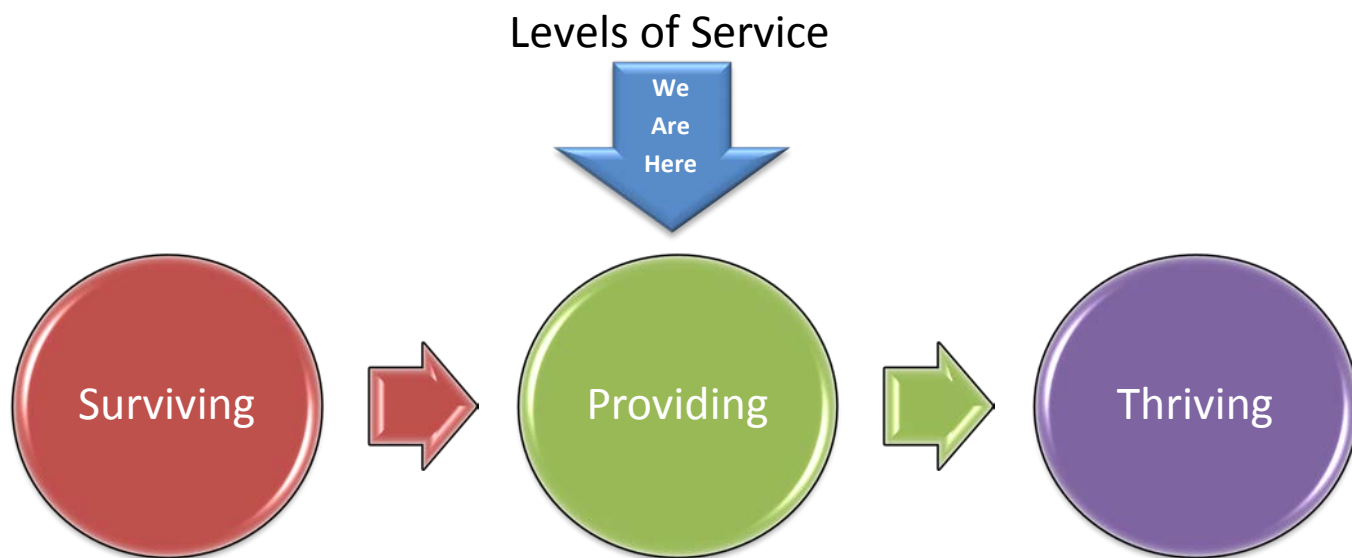 Levels of Service
We
Are
Here
Surviving
Providing
Thriving